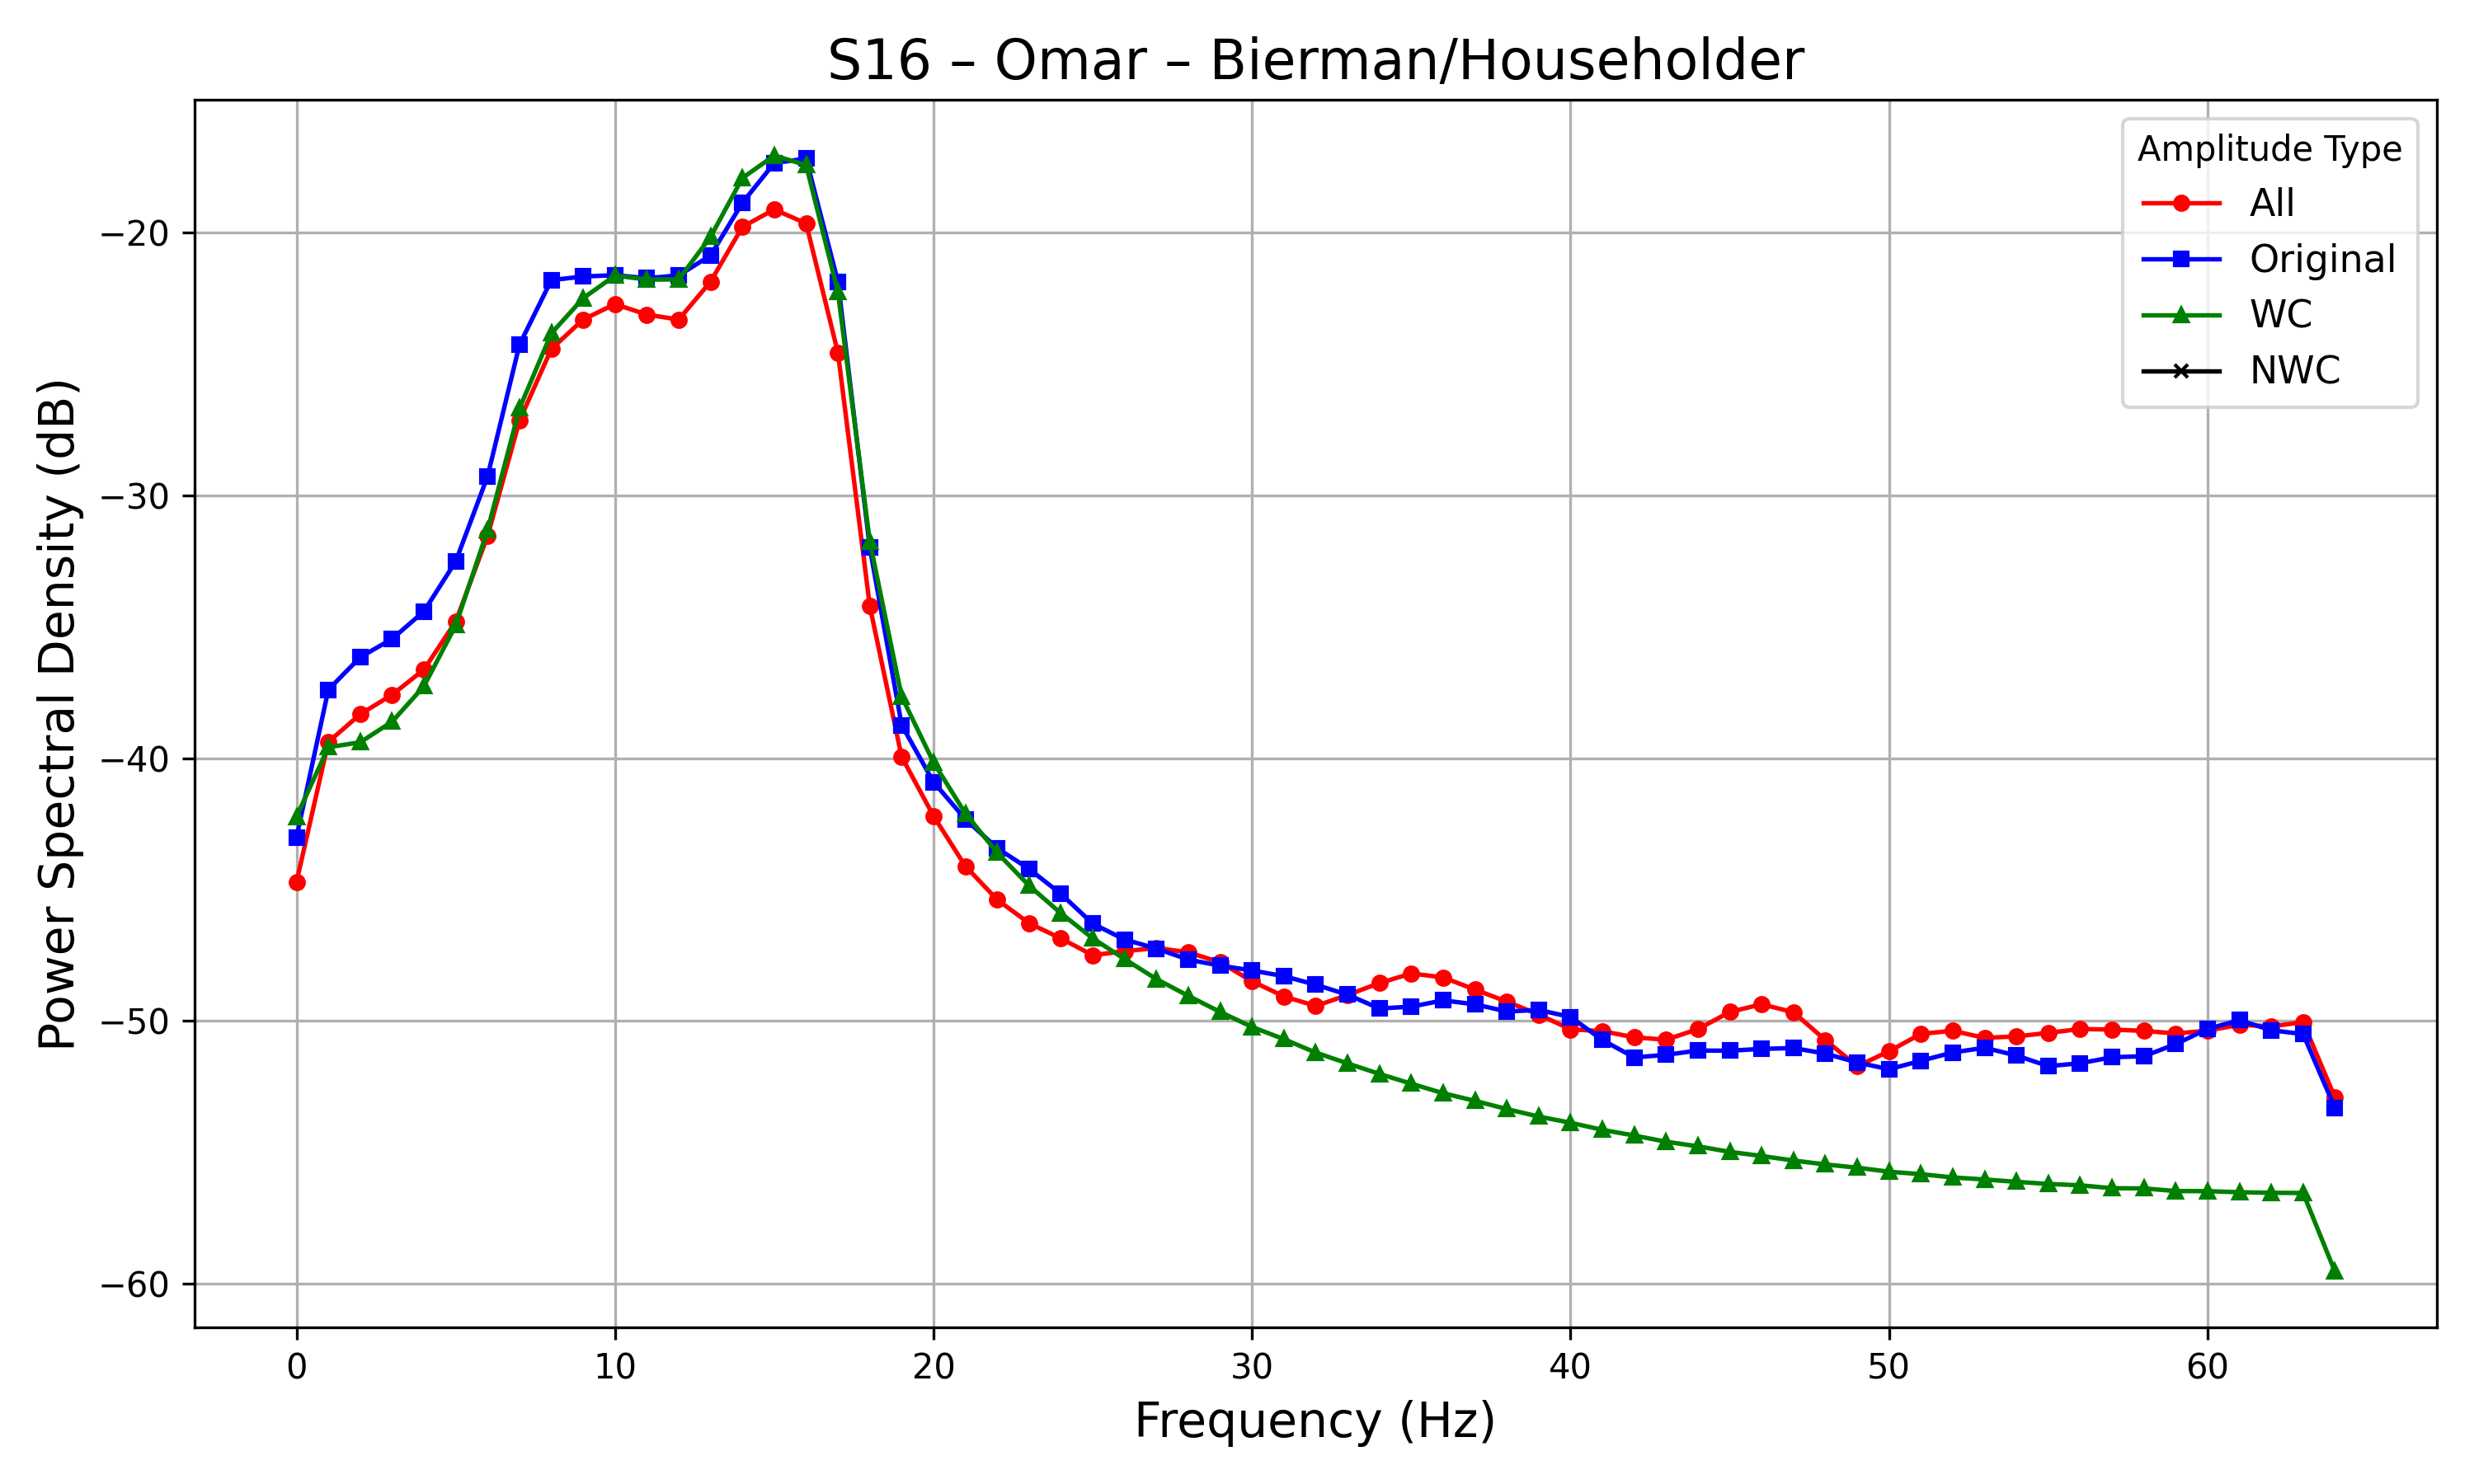 S16 – Omar – Bierman/Householder
Amplitude Type
All
Original
WC
NWC
Power Spectral Density (dB)
−20
−30
−40
−50
−60
0 10 20 30 40 50 60
Frequency (Hz)